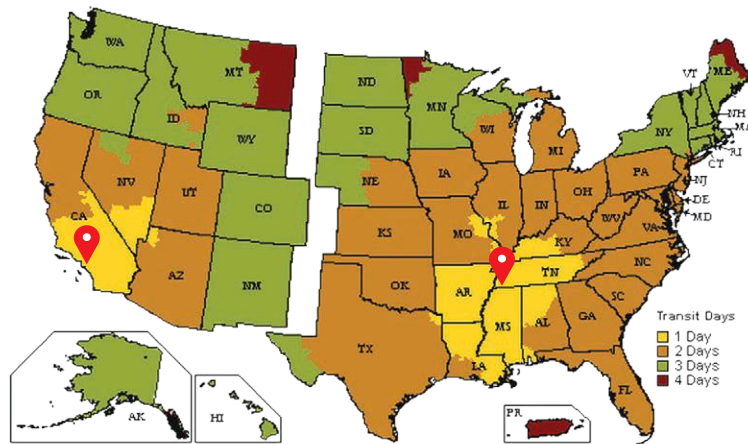 WA
MT
ND
MN
VT
ME
OR
ID
WY
SD
WI
MI
NY
NH
MA
RI
CT
NV
UT
CO
NE
IA
IL
IN
OH
PA
NJ
DE
MD
CA
AZ
NM
KS
MO
KY
WV
VA
OK
AR
TN
NC
TX
LA
MS
AL
GA
SC
FL
Transit Days
1 Day
2 Days
3 Days
4 Days
AK
HI
PR